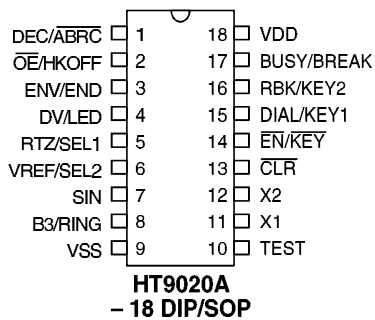 DEC/ABRC 1 18 VDD
OE/HKOFF 2 17 BUSY/BREAK
ENV/END 3 16 RBK/KEY2
DV/LED 4 15 DIAL/KEY1
RTZ/SEL1 5 14 EN/KEY
VREF/SEL2 6 13 CLR
SIN 7 12 X2
B3/RING 8 11 X1
VSS 9 10 TEST
HT9020A
– 18 DIP/SOP